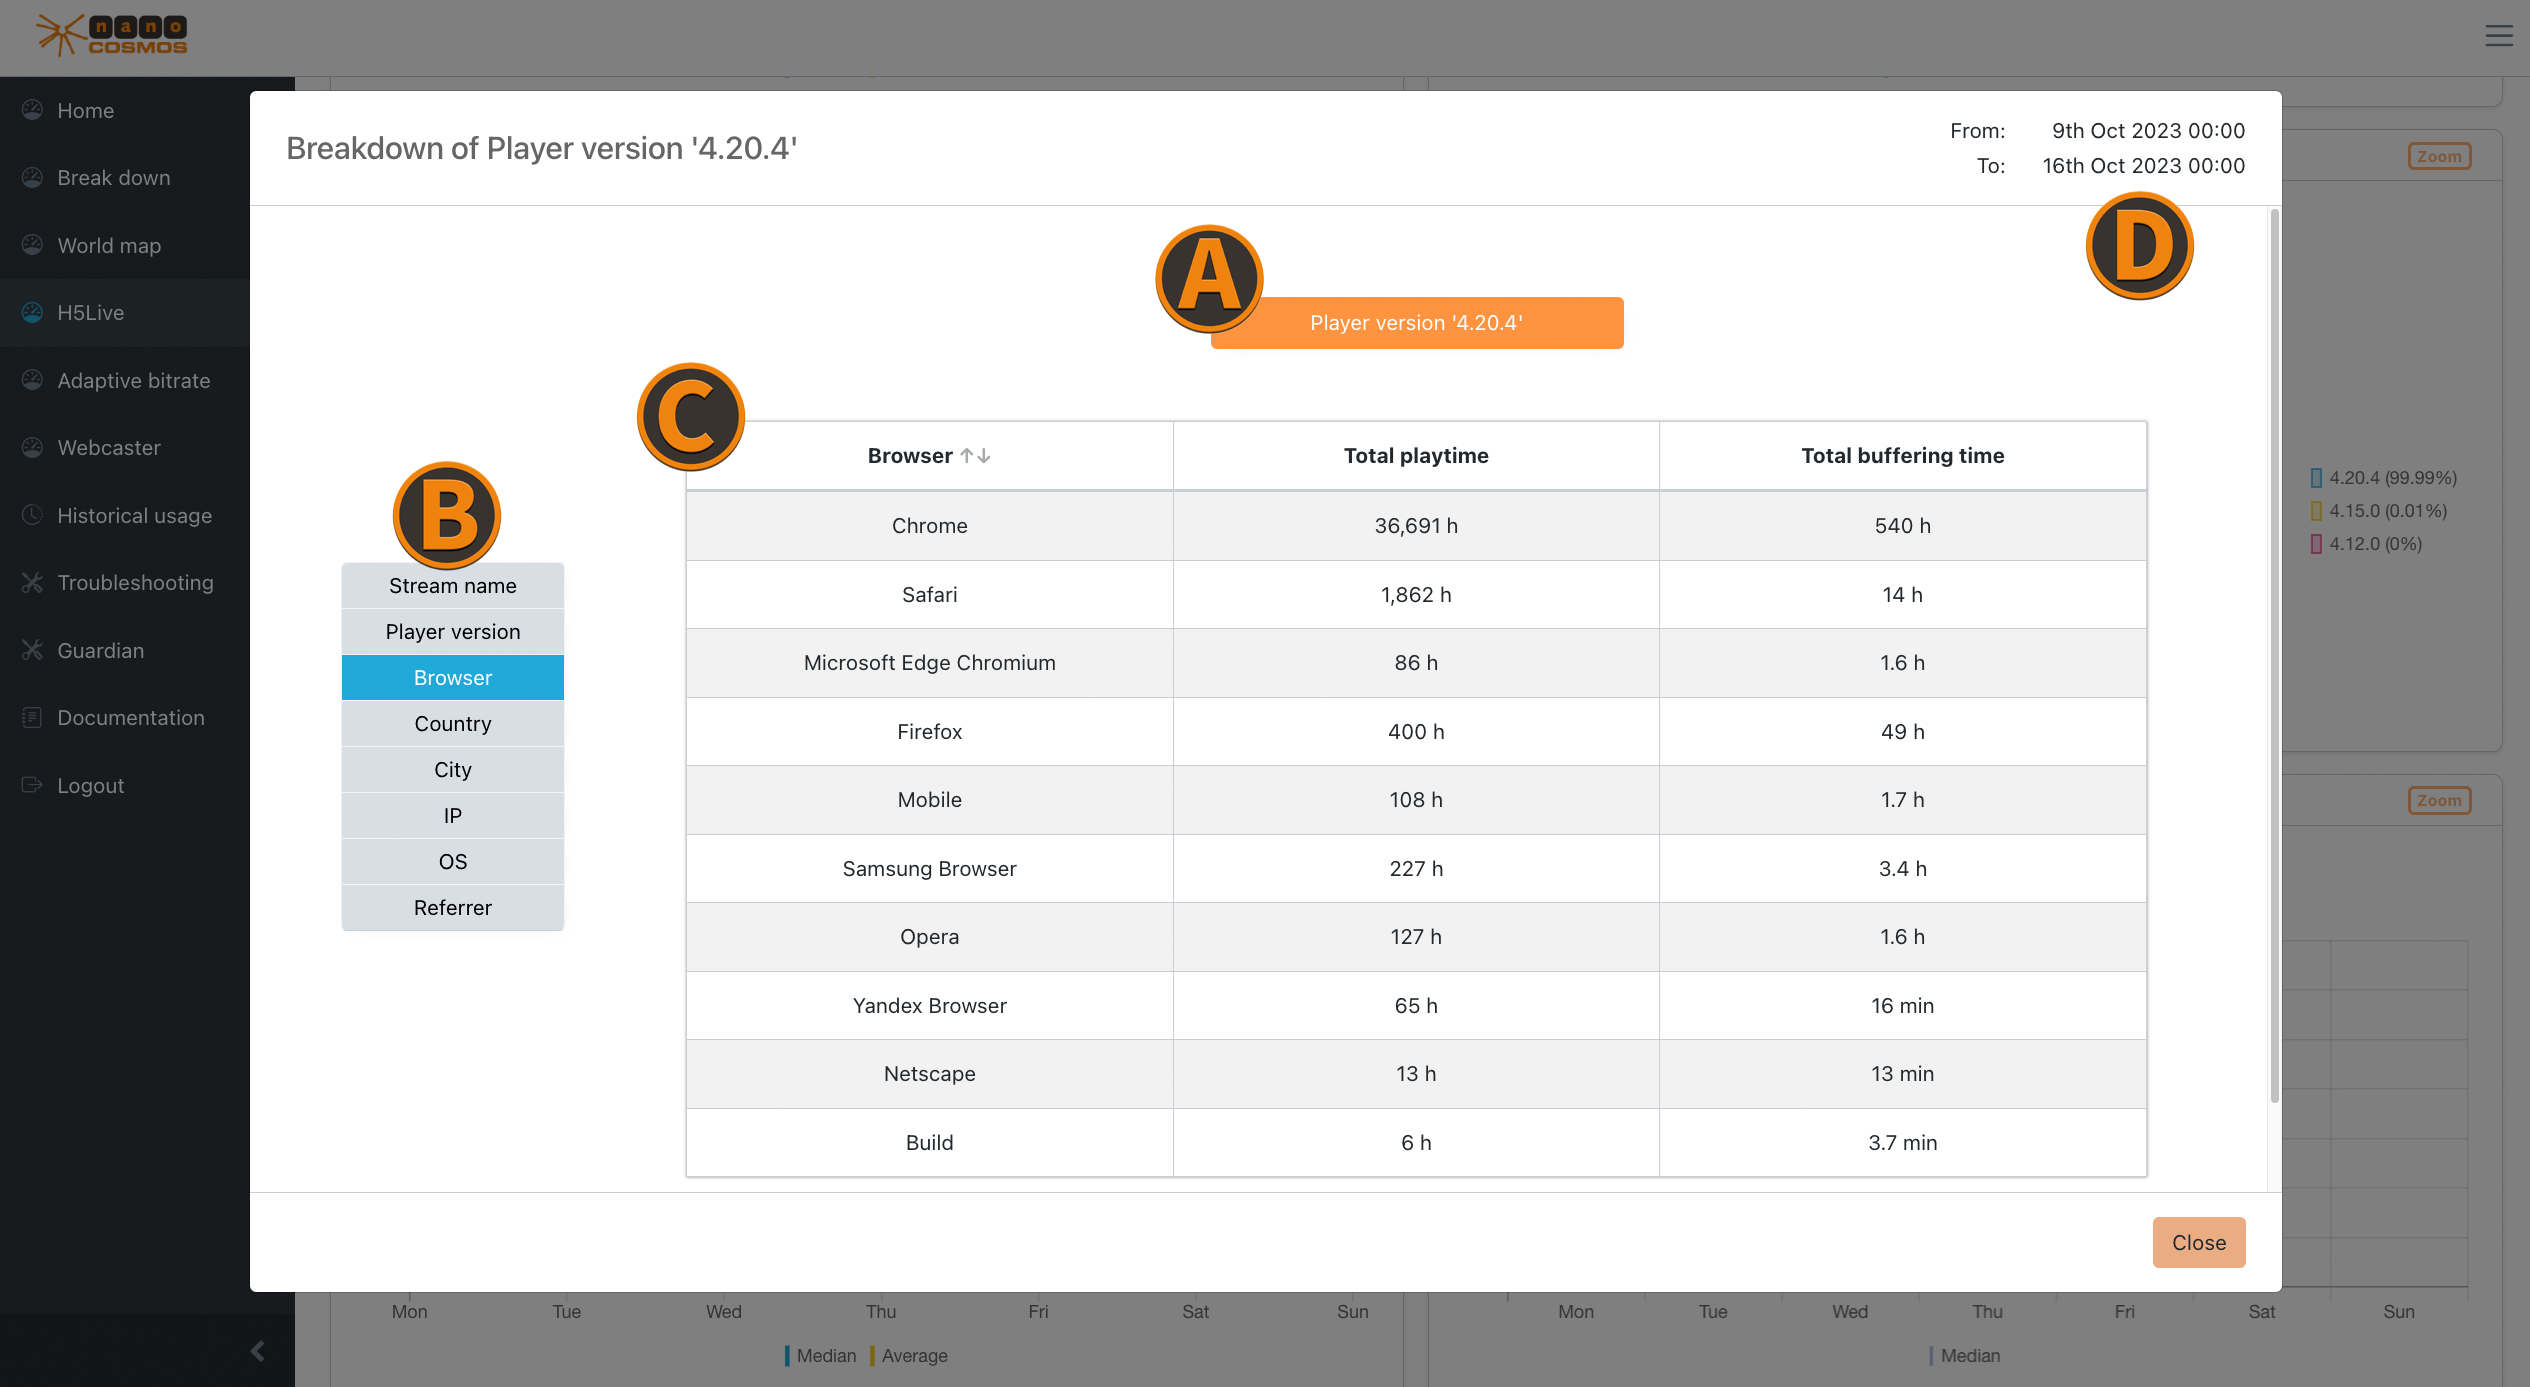 nano
COSMOS
Home
Break down
World map
H5Live
Adaptive bitrate
Webcaster
Historical usage
Troubleshooting
Guardian
Documentation
Logout
Breakdown of Player version '4.20.4'
From: 9th Oct 2023 00:00
To: 16th Oct 2023 00:00
A
D
Player version '4.20.4'
C
B
Stream name
Player version
Browser
Country
City
IP
OS
Referrer
Browser ↑↓ Total playtime Total buffering time
Chrome 36,691 h 540 h
Safari 1,862 h 14 h
Microsoft Edge Chromium 86 h 1.6 h
Firefox 400 h 49 h
Mobile 108 h 1.7 h
Samsung Browser 227 h 3.4 h
Opera 127 h 1.6 h
Yandex Browser 65 h 16 min
Netscape 13 h 13 min
Build 6 h 3.7 min
Close
Zoom
4.20.4 (99.99%)
4.15.0 (0.01%)
4.12.0 (0%)
Zoom
Mon Tue Wed Thu Fri Sat Sun
Median Average
Mon Tue Wed Thu Fri Sat Sun
Median